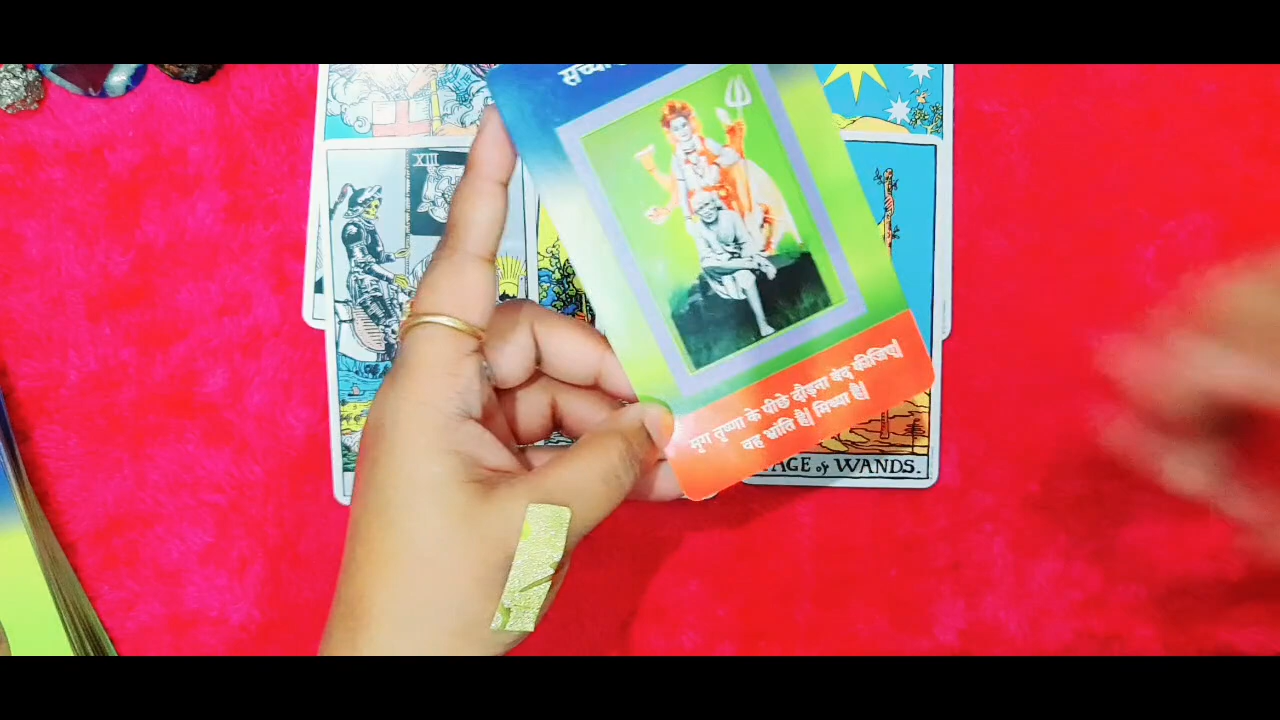 XIII
मृग तृष्णा के पीछे दौड़ना बंद कीजिए|
वह भ्रांति है| मिथ्या है|
PAGE of WANDS.